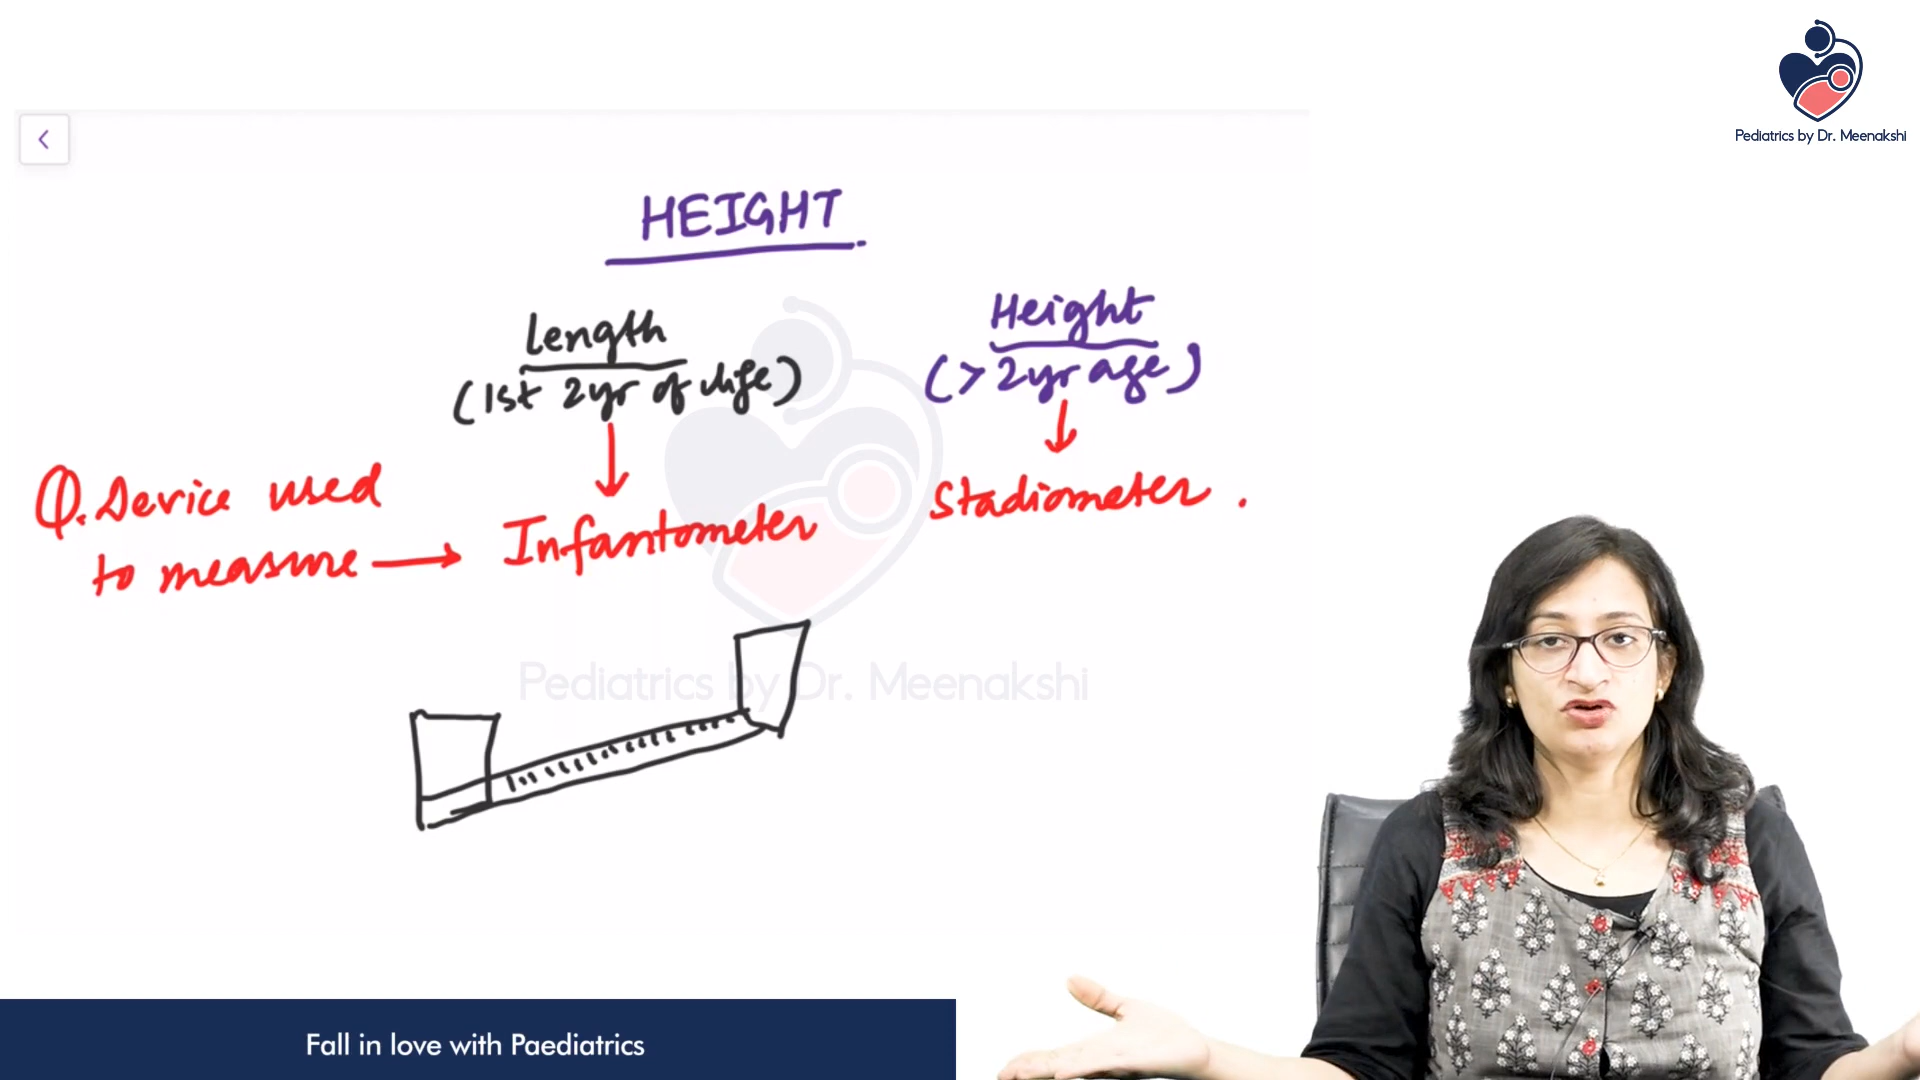 Pediatrics by Dr. Meenakshi
HEIGHT
Length
(1st 2yr of life)
Height
(> 2yr age)
Q. Device used
to measure → Infantometer
Stadiometer.
Pediatrics by Dr. Meenakshi
Fall in love with Paediatrics